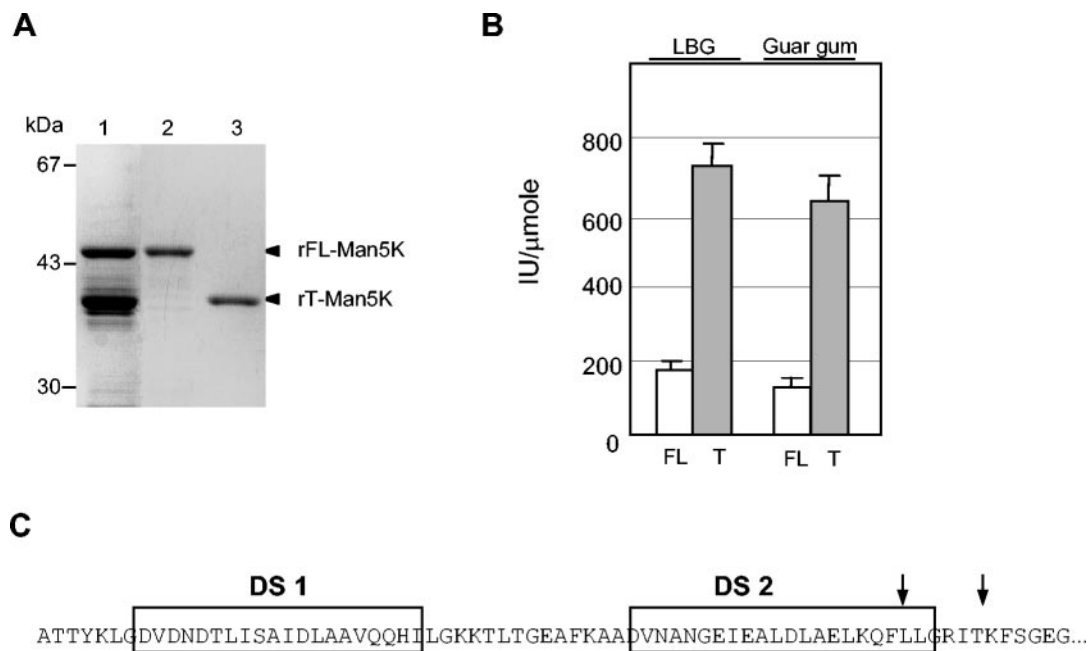 A
kDa
1 2 3
67
43
30
rFL-Man5K
rT-Man5K
B
LBG Guar gum
IU/μmole
800
600
400
200
0
FL T FL T
C
DS 1 DS 2
ATTYKLGDVDNDTLISAIDLAAVQQHILGKKTLTGEAFKAADVNANGEIEALDLAELKQFLLGRITKFSGEG...